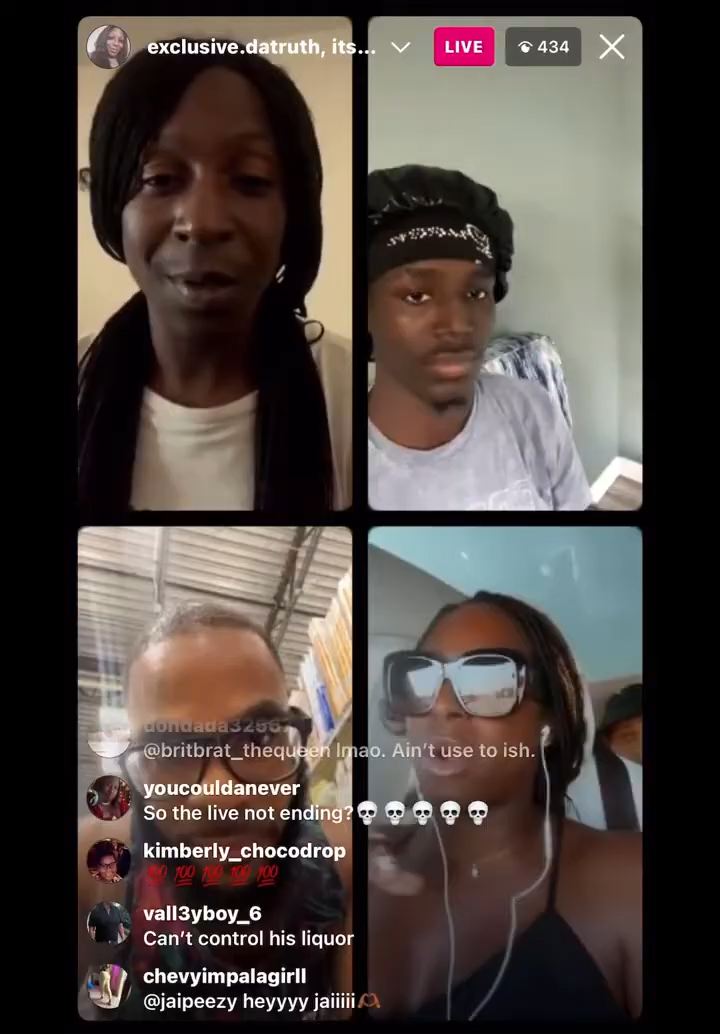 exclusive.datruth, its...
LIVE
434
dondada3256
@britbrat_thequeen lmao. Ain't use to ish.
youcouldanever
So the live not ending?💀💀💀💀💀
kimberly_chocodrop
💯 💯 💯 💯 💯
vall3yboy_6
Can't control his liquor
chevyimpalagirll
@jaipeezy heyyyy jaiiiii🫶🏾